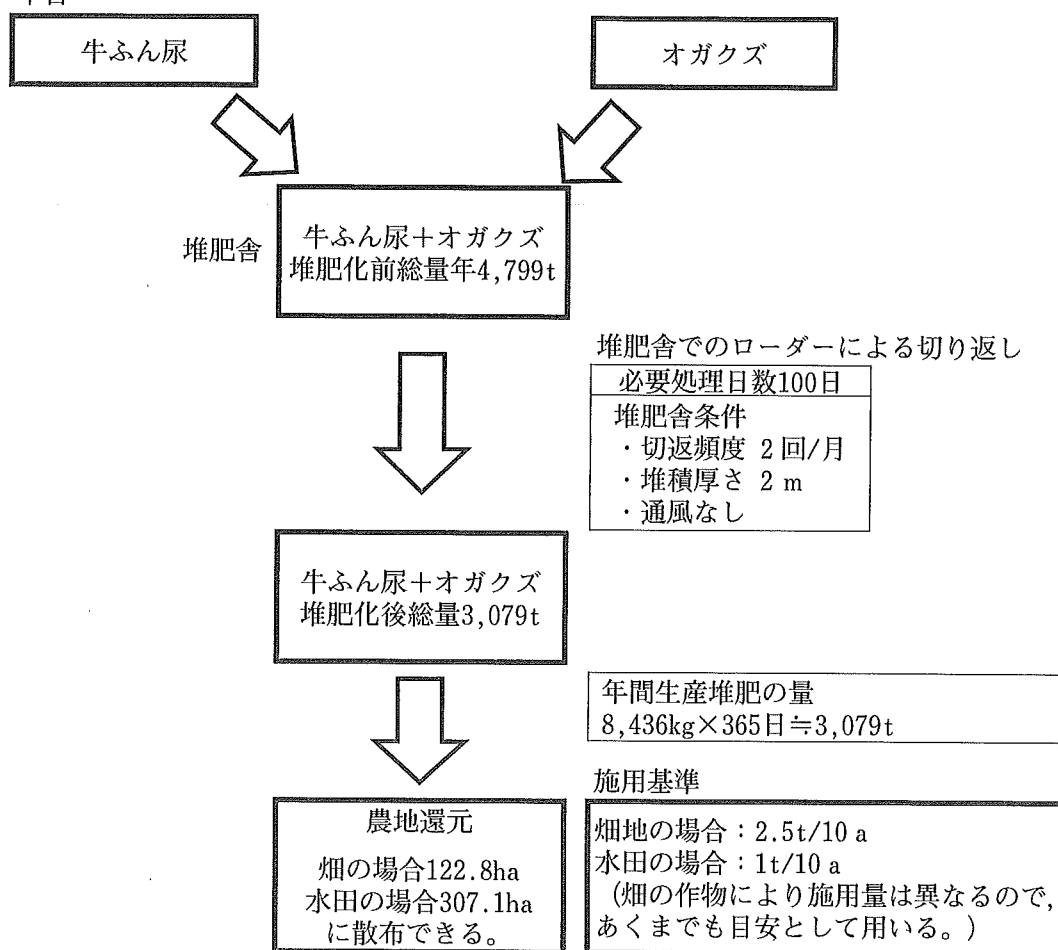 牛ふん尿
オガクズ
堆肥舎
牛ふん尿＋オガクズ
堆肥化前総量年4,799t
堆肥舎でのローダーによる切り返し
必要処理日数100日
堆肥舎条件
・切返頻度 2回/月
・堆積厚さ 2m
・通風なし
牛ふん尿＋オガクズ
堆肥化後総量3,079t
年間生産堆肥の量
8,436kg×365日≒3,079t
施用基準
農地還元
畑の場合122.8ha
水田の場合307.1ha
に散布できる。
畑地の場合：2.5t/10a
水田の場合：1t/10a
（畑の作物により施用量は異なるので，
あくまでも目安として用いる。）